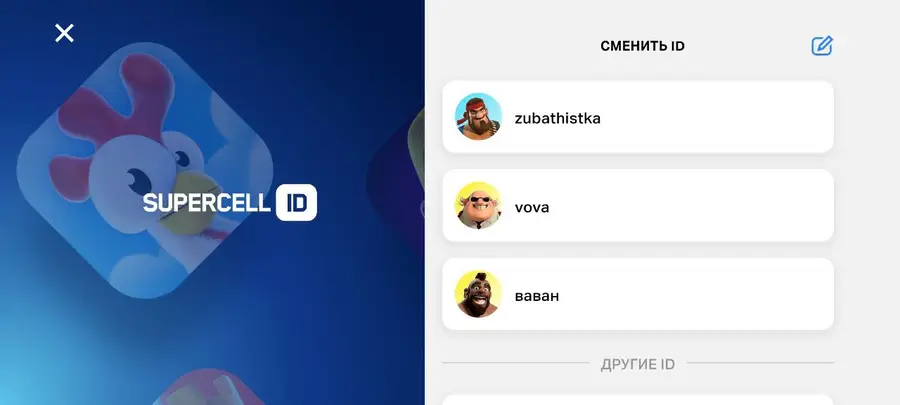 SUPERCELL ID
СМЕНИТЬ ID
zubathistka
vova
ваван
ДРУГИЕ ID